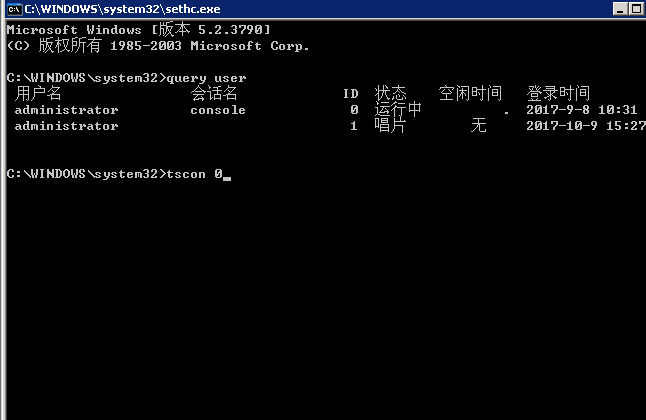 C:\WINDOWS\system32\sethc.exe
Microsoft Windows [版本 5.2.3790]
(C) 版权所有 1985-2003 Microsoft Corp.
C:\WINDOWS\system32>query user
用户名 会话名 ID 状态 空闲时间 登录时间
administrator console 0 运行中 . 2017-9-8 10:31
administrator 1 唱片 无 2017-10-9 15:27
C:\WINDOWS\system32>tscon 0_